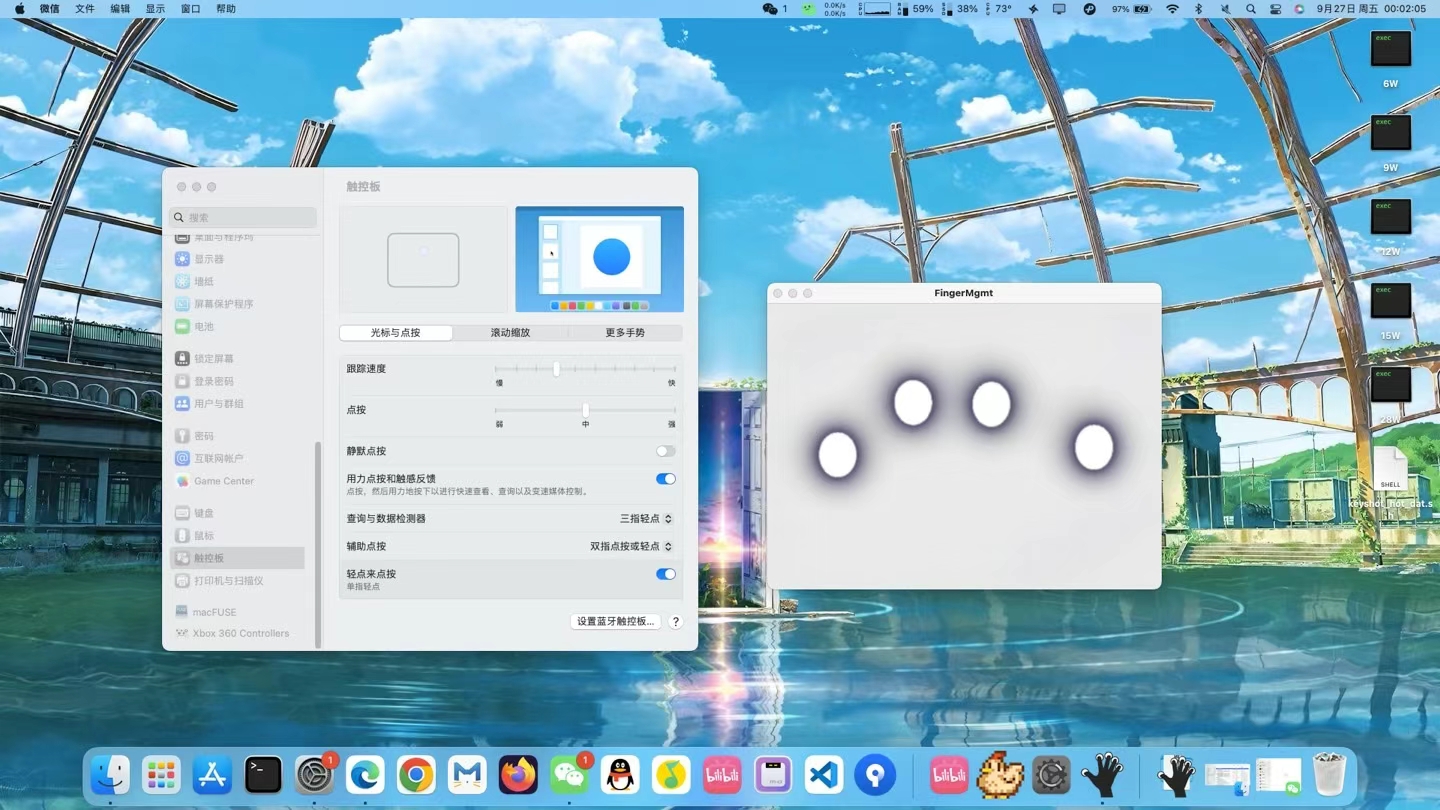 微信 文件 编辑 显示 窗口 帮助
1 0.0K/s 0.0K/s 59% 38% 73° 97% 9月27日 周五 00:02:05
exec
6W
exec
9W
exec
12W
exec
15W
exec
SHELL
触控板
搜索
桌面与程序坞
显示器
墙纸
屏幕保护程序
电池
锁定屏幕
登录密码
用户与群组
密码
互联网帐户
Game Center
键盘
鼠标
触控板
打印机与扫描仪
macFUSE
Xbox 360 Controllers
光标与点按 滚动缩放 更多手势
跟踪速度
慢 快
点按
弱 中 强
静默点按
用力点按和触感反馈
点按，然后用力地按下以进行快速查看、查询以及变速媒体控制。
查询与数据检测器 三指轻点
辅助点按 双指点按或轻点
轻点来点按
单指轻点
设置蓝牙触控板... ?
FingerMgmt
1
1
bilibili
bilibili